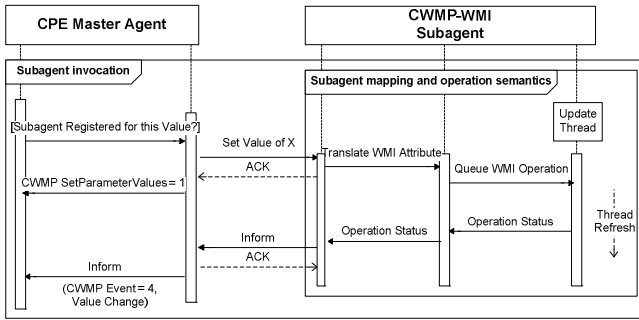 CPE Master Agent
CWMP-WMI
Subagent
Subagent invocation
Subagent mapping and operation semantics
Update
Thread
[Subagent Registered for this Value?]
Set Value of X
Translate WMI Attribute
ACK
Queue WMI Operation
CWMP SetParameterValues= 1
Thread
Refresh
Operation Status
Operation Status
Inform
ACK
Inform
(CWMP Event = 4,
Value Change)